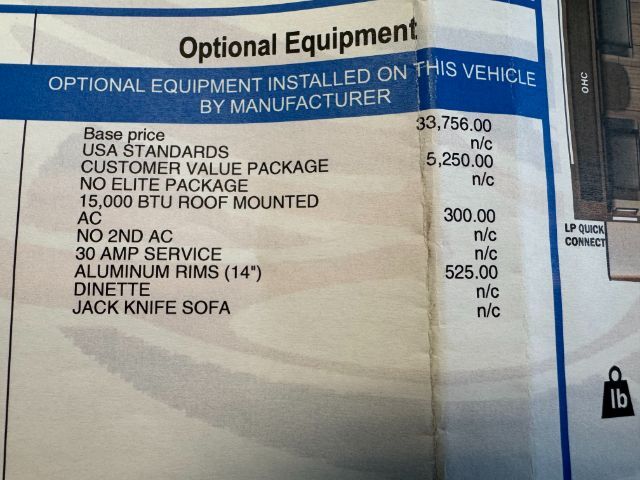 Optional Equipment
OPTIONAL EQUIPMENT INSTALLED ON THIS VEHICLE
BY MANUFACTURER
Base price 33,756.00
USA STANDARDS n/c
CUSTOMER VALUE PACKAGE 5,250.00
NO ELITE PACKAGE n/c
15,000 BTU ROOF MOUNTED
AC 300.00
NO 2ND AC n/c
30 AMP SERVICE n/c
ALUMINUM RIMS (14") 525.00
DINETTE n/c
JACK KNIFE SOFA n/c
OHC
LP QUICK
CONNECT
lb